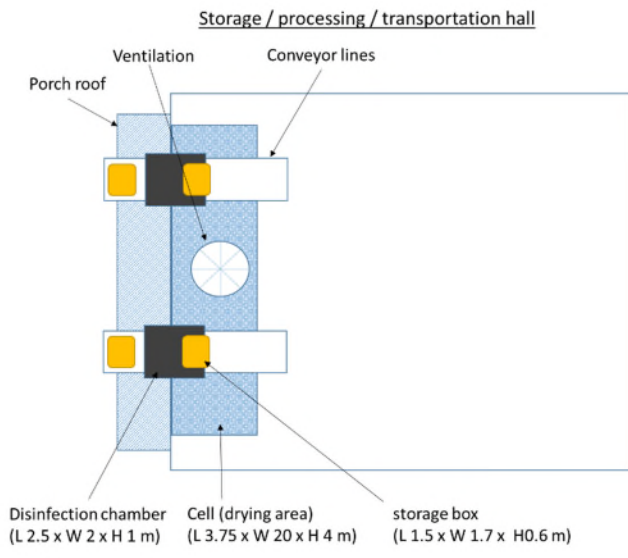 Storage / processing / transportation hall
Ventilation
Conveyor lines
Porch roof
Disinfection chamber
(L 2.5 x W 2 x H 1 m)
Cell (drying area)
(L 3.75 x W 20 x H 4 m)
storage box
(L 1.5 x W 1.7 x  H0.6 m)